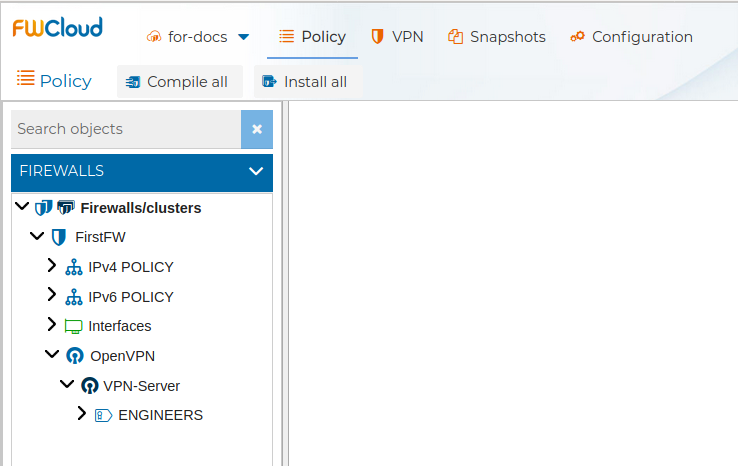 FWCloud
for-docs
Policy
VPN
Snapshots
Configuration
Policy
Compile all
Install all
Search objects
FIREWALLS
Firewalls/clusters
FirstFW
IPv4 POLICY
IPv6 POLICY
Interfaces
OpenVPN
VPN-Server
ENGINEERS